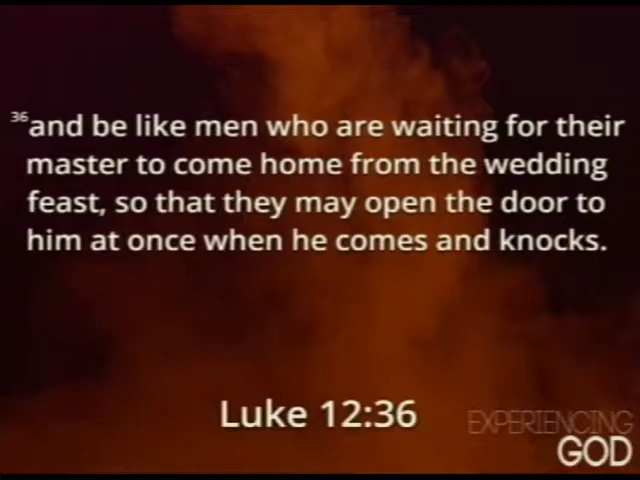 36and be like men who are waiting for their
master to come home from the wedding
feast, so that they may open the door to
him at once when he comes and knocks.
Luke 12:36
EXPERIENCING
GOD